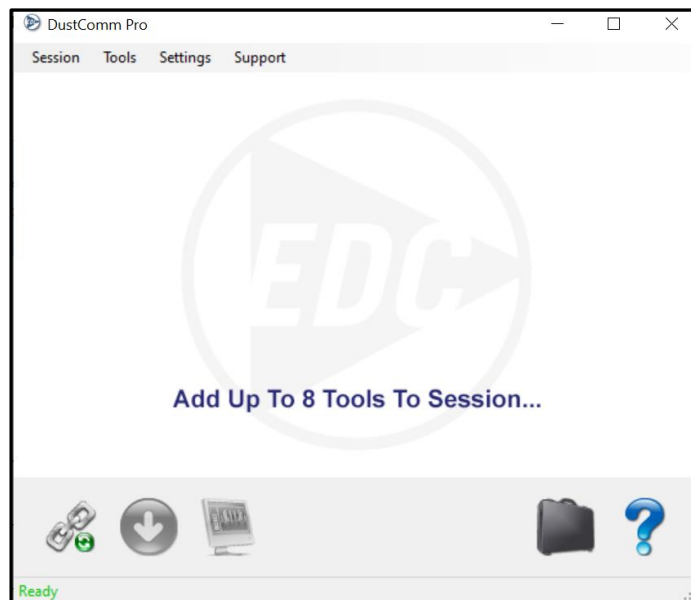 DustComm Pro
Session Tools Settings Support
EDC
Add Up To 8 Tools To Session...
Ready